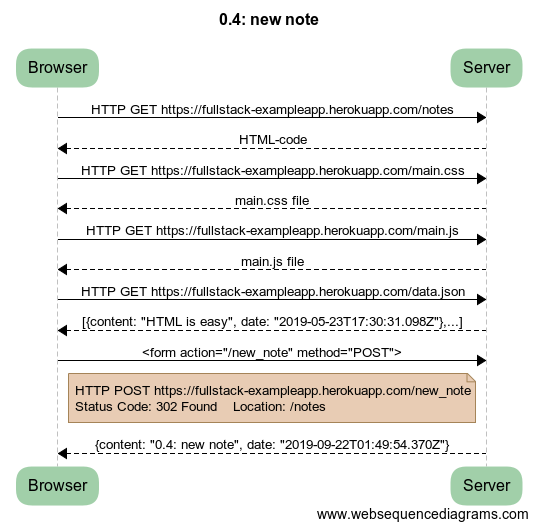 0.4: new note
Browser Server
HTTP GET https://fullstack-exampleapp.herokuapp.com/notes
HTML-code
HTTP GET https://fullstack-exampleapp.herokuapp.com/main.css
main.css file
HTTP GET https://fullstack-exampleapp.herokuapp.com/main.js
main.js file
HTTP GET https://fullstack-exampleapp.herokuapp.com/data.json
[{content: "HTML is easy", date: "2019-05-23T17:30:31.098Z"},...]
<form action="/new_note" method="POST">
HTTP POST https://fullstack-exampleapp.herokuapp.com/new_note
Status Code: 302 Found Location: /notes
{content: "0.4: new note", date: "2019-09-22T01:49:54.370Z"}
Browser Server
www.websequencediagrams.com